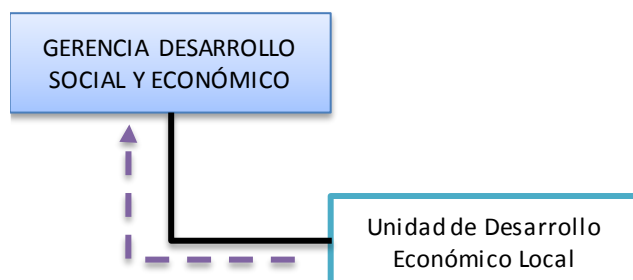 GERENCIA DESARROLLO
SOCIAL Y ECONÓMICO
Unidad de Desarrollo
Económico Local